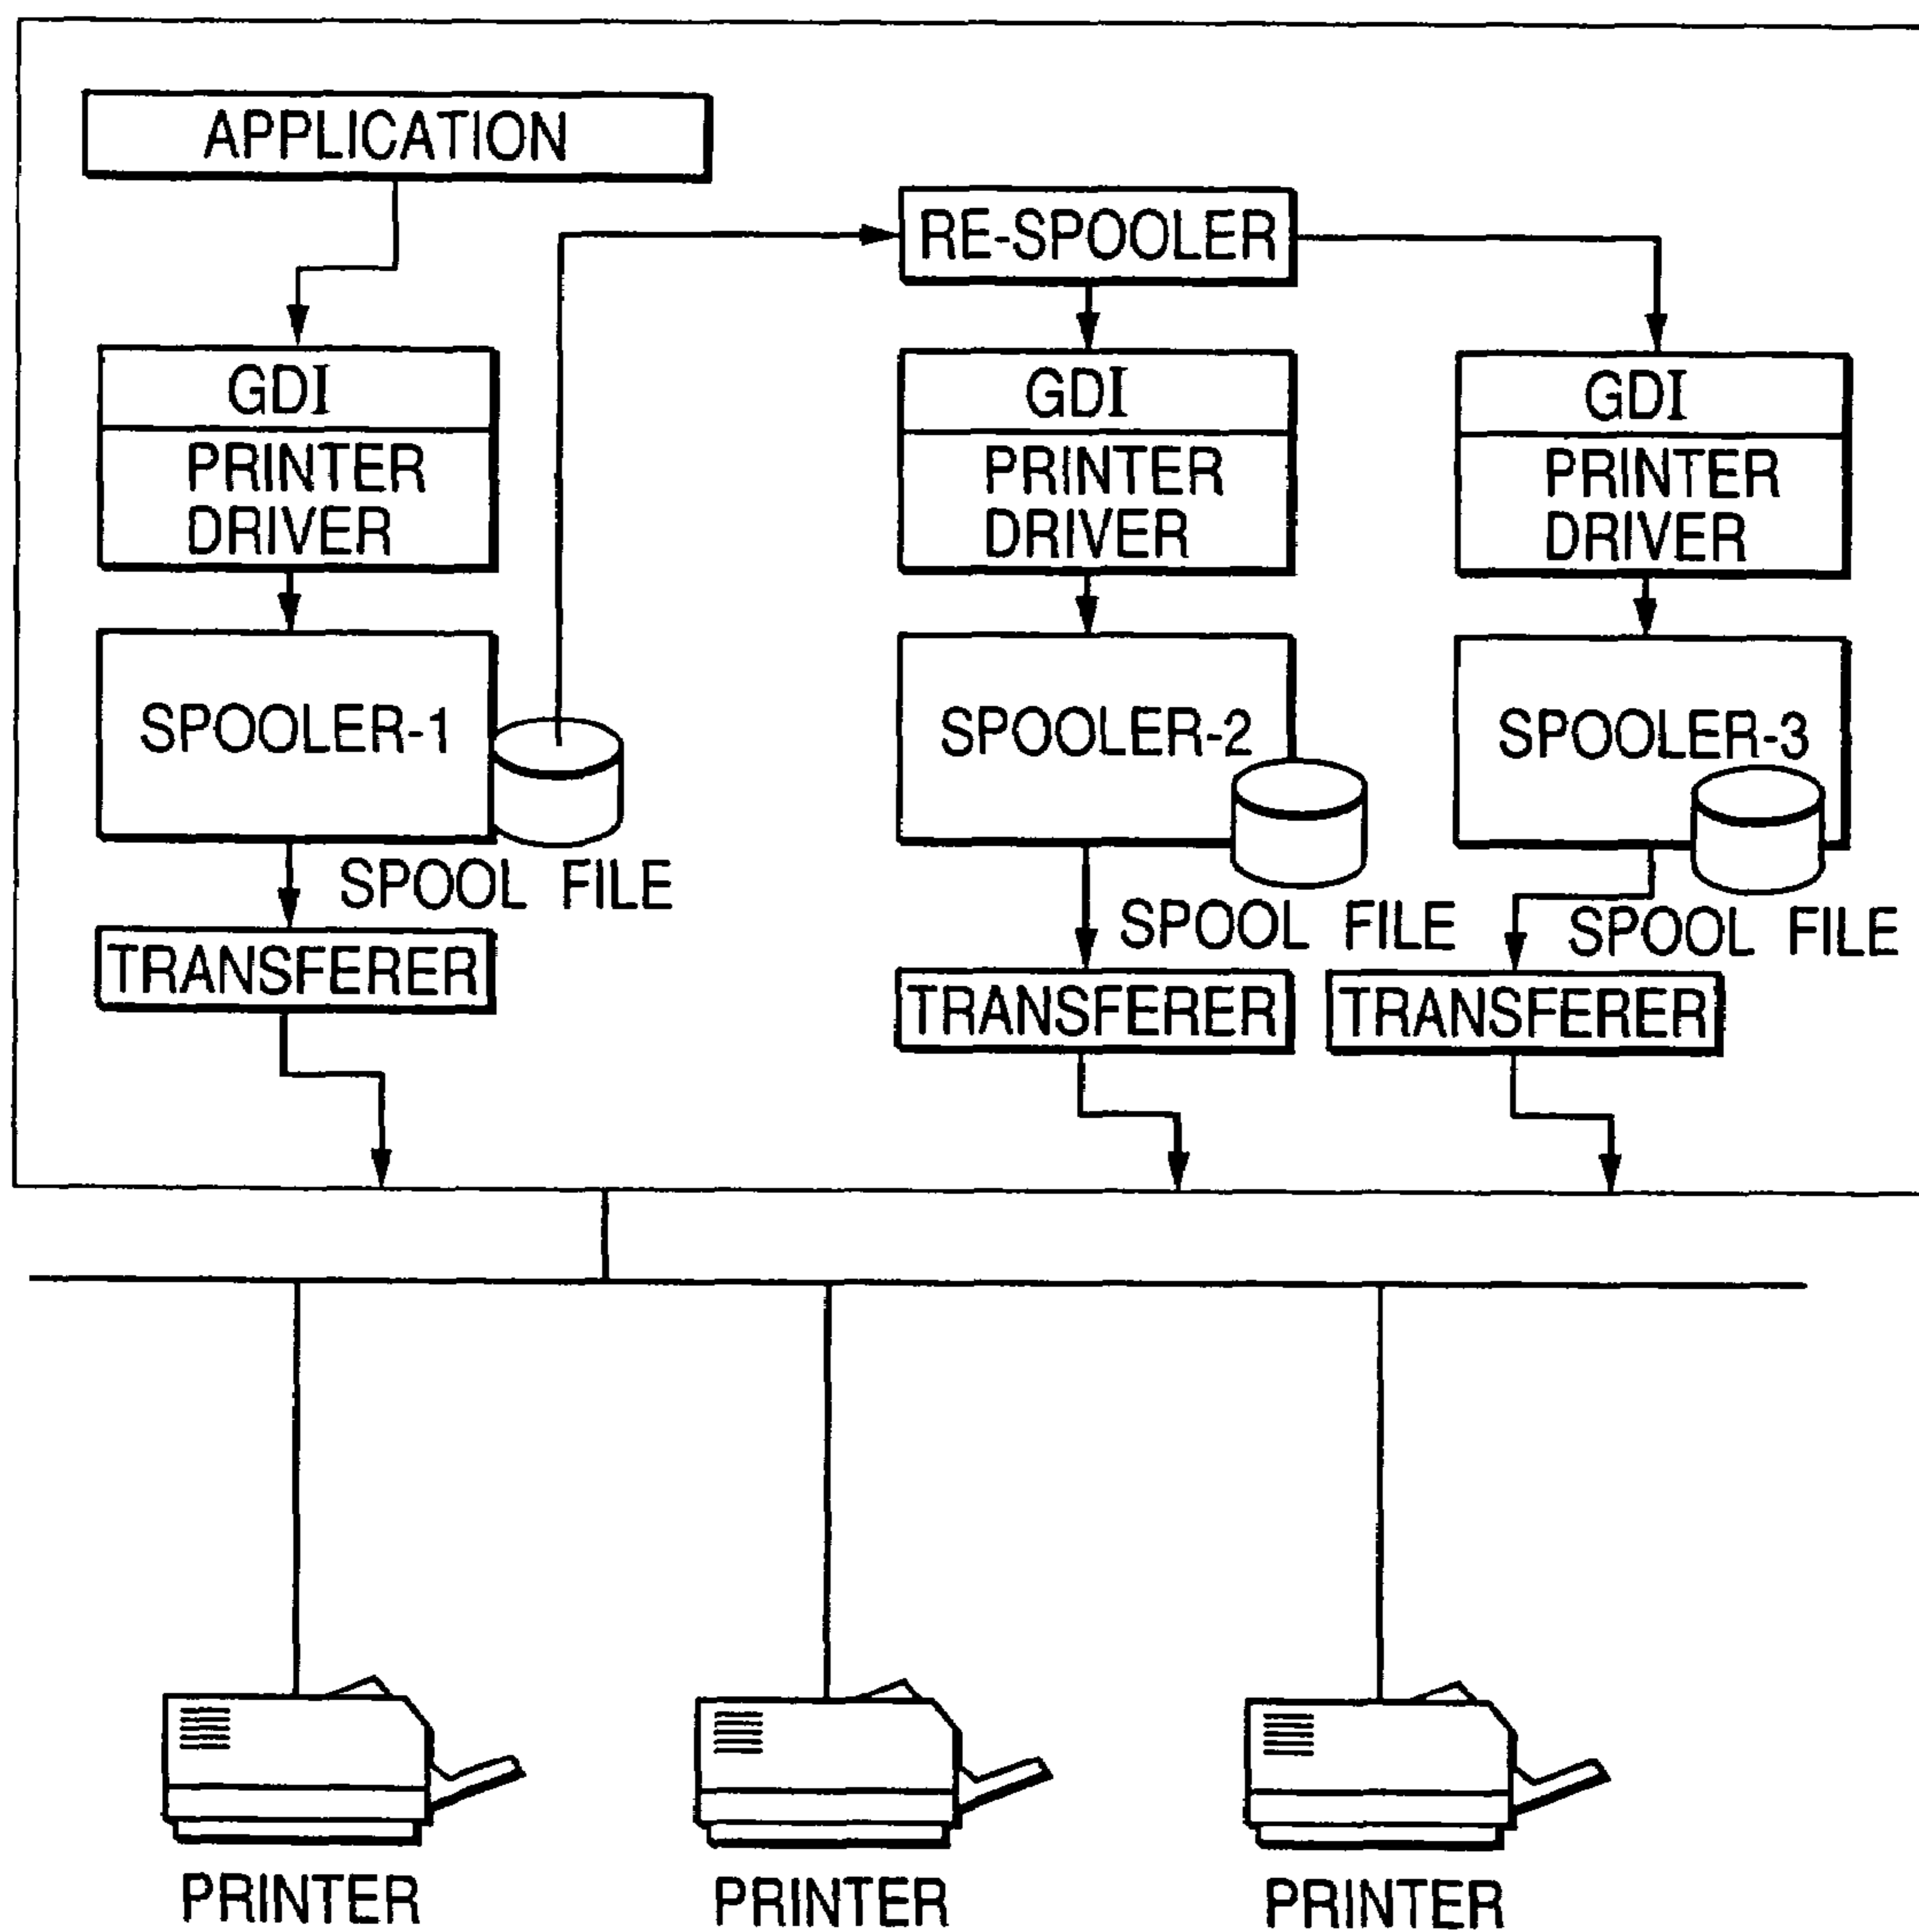 APPLICATION
RE-SPOOLER
GDI
PRINTER
DRIVER
GDI
PRINTER
DRIVER
GDI
PRINTER
DRIVER
SPOOLER-1
SPOOLER-2
SPOOLER-3
SPOOL FILE
SPOOL FILE
SPOOL FILE
TRANSFERER
TRANSFERER
TRANSFERER
PRINTER
PRINTER
PRINTER